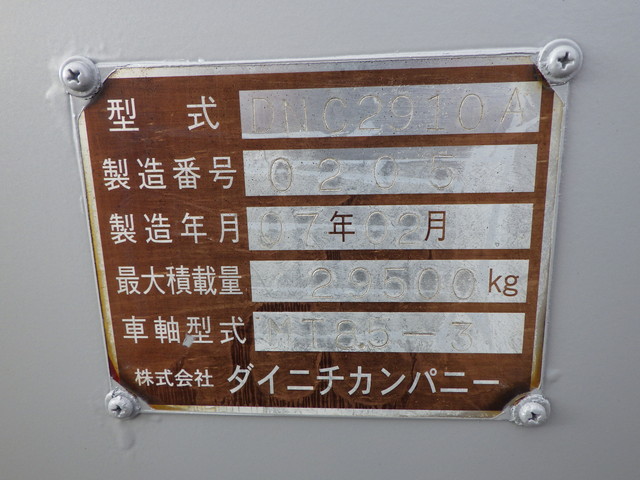 型式 DUC2910A
製造番号 0205
製造年月 07年02月
最大積載量 29500kg
車軸型式 MT85-3
株式会社 ダイニチカンパニー